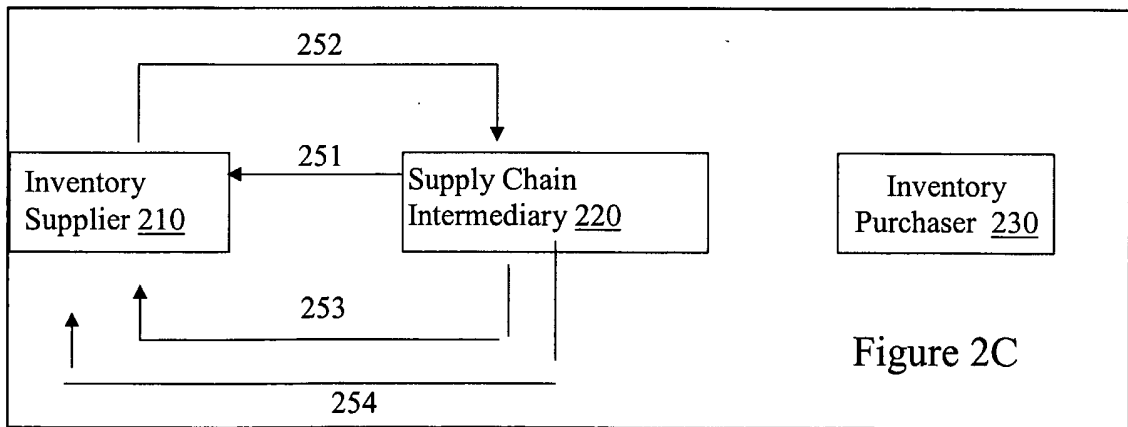 252
251
Inventory
Supplier 210
Supply Chain
Intermediary 220
Inventory
Purchaser 230
253
254
Figure 2C